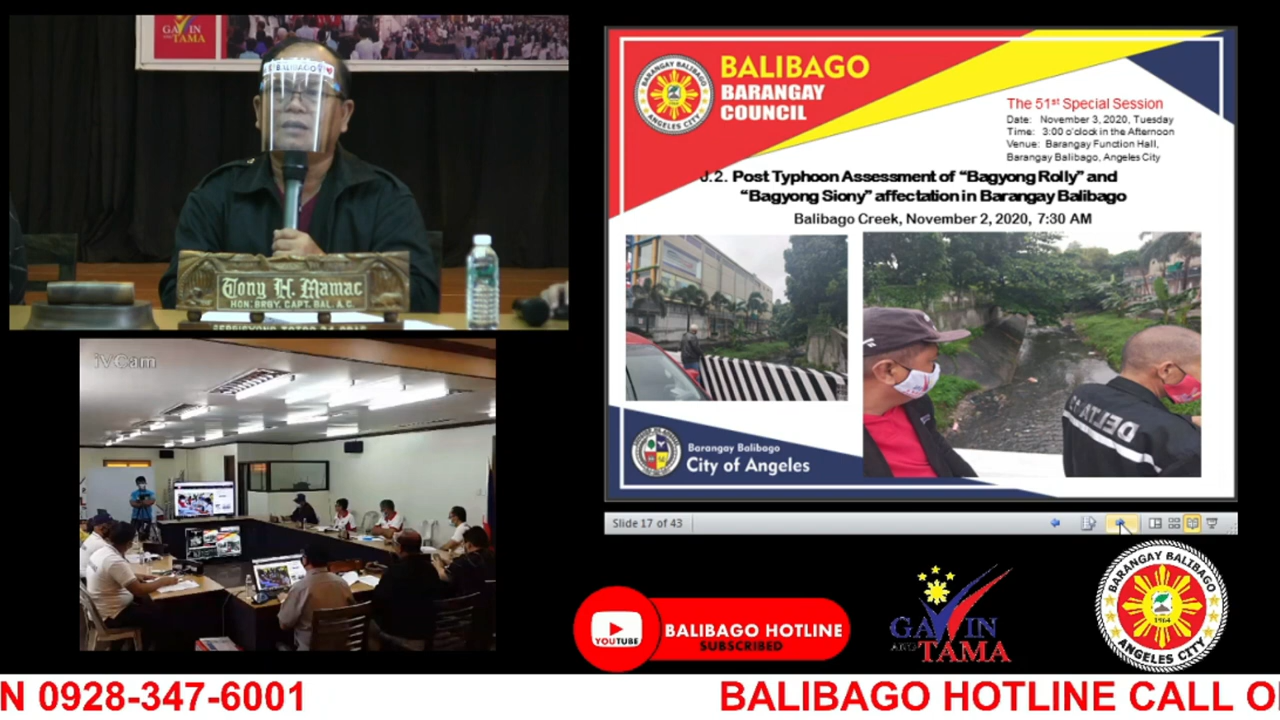 GAWIN
ANG
TAMA
BALIBAGO
Tony H. Mamac
HON. BRGY. CAPT. BAL. A.C.
iVCam
BARANGAY BALIBAGO
ANGELES CITY
BALIBAGO
BARANGAY
COUNCIL
The 51st Special Session
Date: November 3, 2020, Tuesday
Time: 3:00 o'clock in the Afternoon
Venue: Barangay Function Hall,
Barangay Balibago, Angeles City
J.2. Post Typhoon Assessment of “Bagyong Rolly” and
“Bagyong Siony” affectation in Barangay Balibago
Balibago Creek, November 2, 2020, 7:30 AM
DELTA
Barangay Balibago
City of Angeles
Slide 17 of 43
YOUTUBE
BALIBAGO HOTLINE
SUBSCRIBED
GAWIN
ANG
TAMA
BARANGAY BALIBAGO
1964
ANGELES CITY
N 0928-347-6001
BALIBAGO HOTLINE CALL O